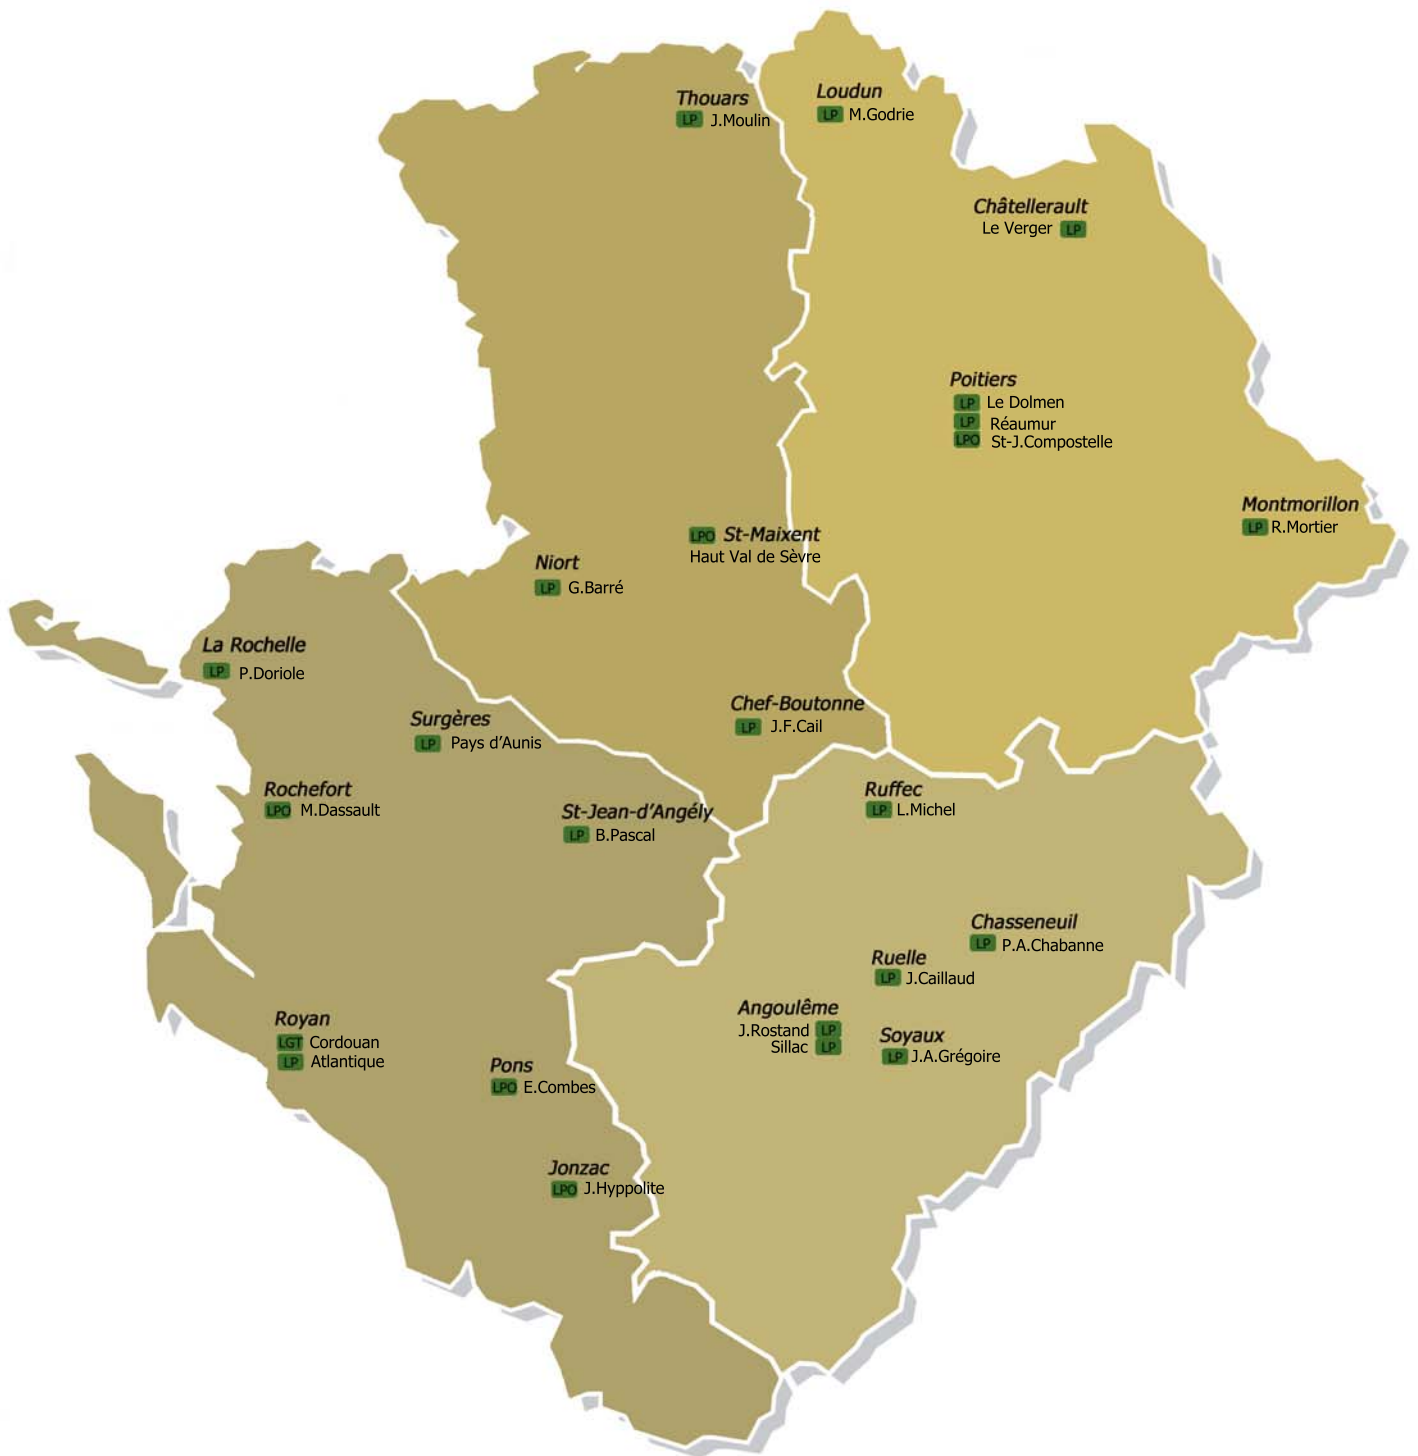 Thouars
LP J.Moulin
Loudun
LP M.Godrie
Châtellerault
Le Verger LP
Poitiers
LP Le Dolmen
LP Réaumur
LPO St-J.Compostelle
Montmorillon
LP R.Mortier
LPO St-Maixent
Haut Val de Sèvre
Niort
LP G.Barré
La Rochelle
LP P.Doriole
Surgères
LP Pays d’Aunis
Chef-Boutonne
LP J.F.Cail
Rochefort
LPO M.Dassault
St-Jean-d’Angély
LP B.Pascal
Ruffec
LP L.Michel
Chasseneuil
LP P.A.Chabanne
Ruelle
LP J.Caillaud
Angoulême
J.Rostand LP
Sillac LP
Soyaux
LP J.A.Grégoire
Royan
LGT Cordouan
LP Atlantique
Pons
LPO E.Combes
Jonzac
LPO J.Hyppolite